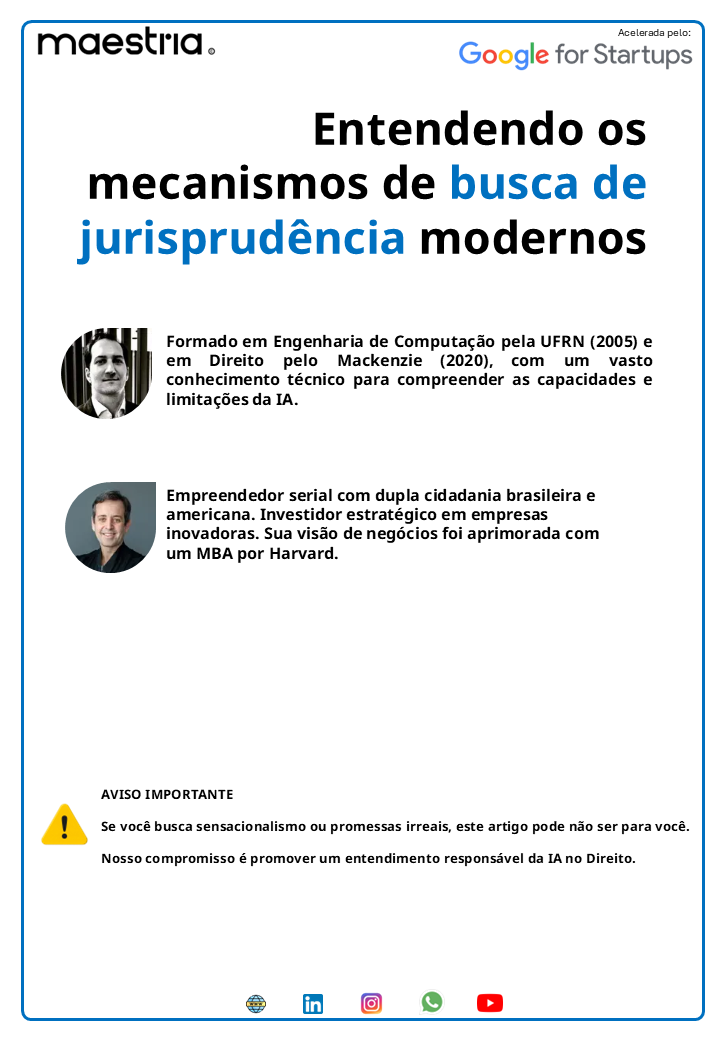 maestria
Acelerada pelo:
Google for Startups
Entendendo os
mecanismos de busca de
jurisprudência modernos
Formado em Engenharia de Computação pela UFRN (2005) e
em Direito pelo Mackenzie (2020), com um vasto
conhecimento técnico para compreender as capacidades e
limitações da IA.
Empreendedor serial com dupla cidadania brasileira e
americana. Investidor estratégico em empresas
inovadoras. Sua visão de negócios foi aprimorada com
um MBA por Harvard.
AVISO IMPORTANTE
Se você busca sensacionalismo ou promessas irreais, este artigo pode não ser para você.
Nosso compromisso é promover um entendimento responsável da IA no Direito.
www
in